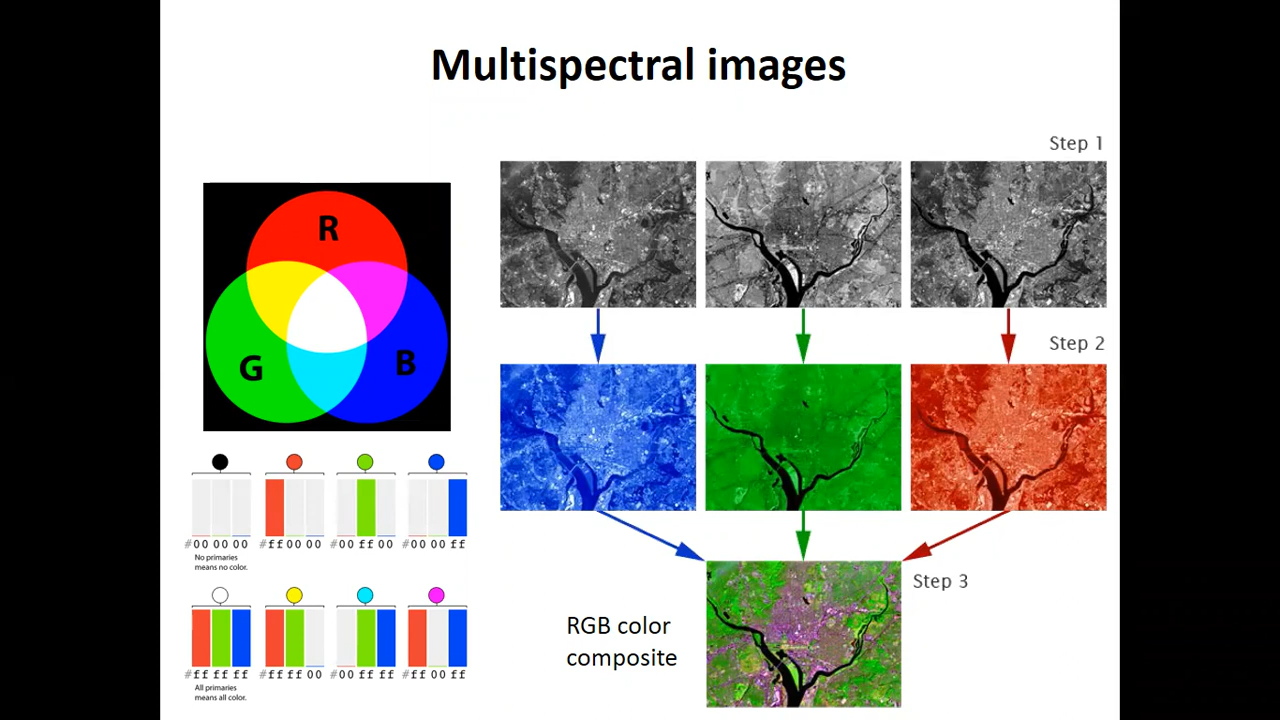 Multispectral images
Step 1
R
G
B
Step 2
#00 00 00
#ff 00 00
#00 ff 00
#00 00 ff
No primaries
means no color.
#ff ff ff
#ff ff 00
#00 ff ff
#ff 00 ff
All primaries
means all color.
Step 3
RGB color
composite